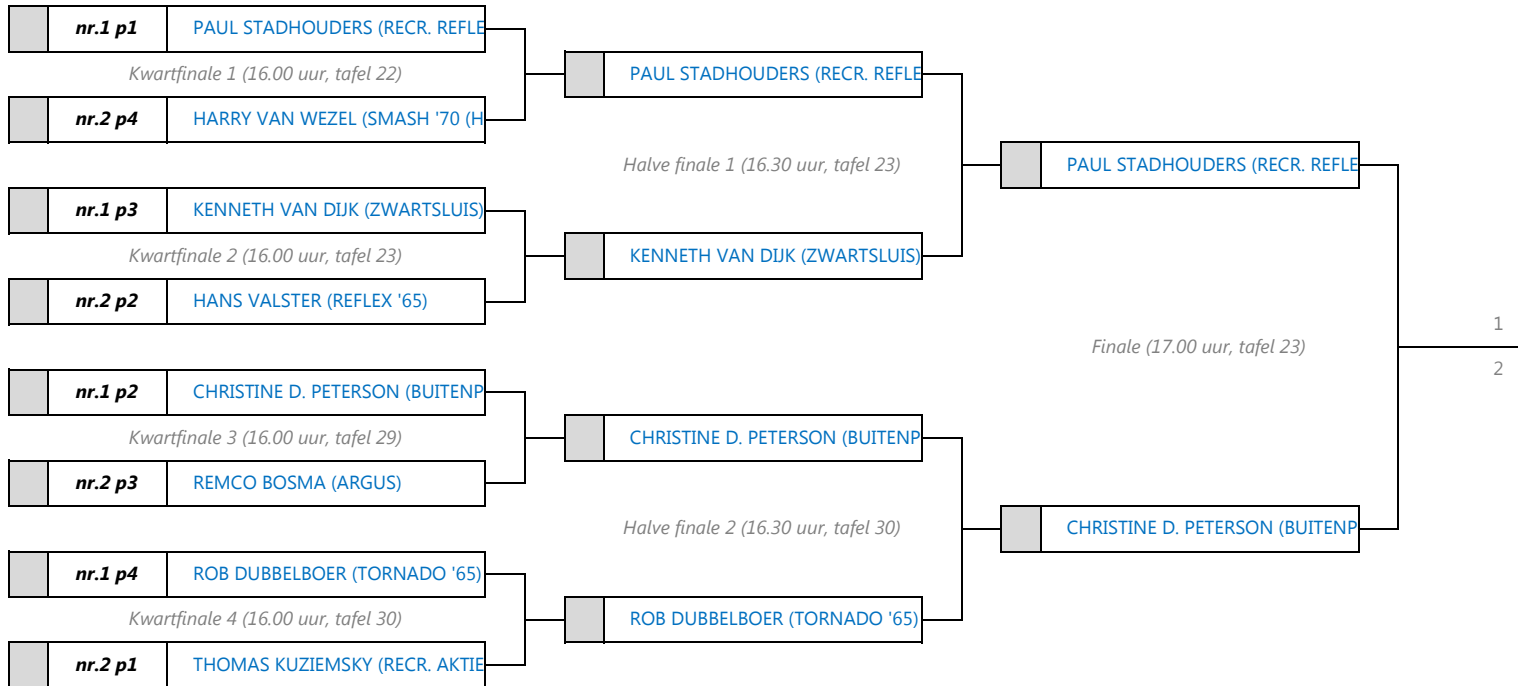 nr.1 p1 PAUL STADHOUDERS (RECR. REFLE
Kwartfinale 1 (16.00 uur, tafel 22)
nr.2 p4 HARRY VAN WEZEL (SMASH '70 (H
nr.1 p3 KENNETH VAN DIJK (ZWARTSLUIS)
Kwartfinale 2 (16.00 uur, tafel 23)
nr.2 p2 HANS VALSTER (REFLEX '65)
nr.1 p2 CHRISTINE D. PETERSON (BUITENP
Kwartfinale 3 (16.00 uur, tafel 29)
nr.2 p3 REMCO BOSMA (ARGUS)
nr.1 p4 ROB DUBBELBOER (TORNADO '65)
Kwartfinale 4 (16.00 uur, tafel 30)
nr.2 p1 THOMAS KUZIEMSKY (RECR. AKTIE
PAUL STADHOUDERS (RECR. REFLE
Halve finale 1 (16.30 uur, tafel 23)
KENNETH VAN DIJK (ZWARTSLUIS)
CHRISTINE D. PETERSON (BUITENP
Halve finale 2 (16.30 uur, tafel 30)
ROB DUBBELBOER (TORNADO '65)
PAUL STADHOUDERS (RECR. REFLE
Finale (17.00 uur, tafel 23)
CHRISTINE D. PETERSON (BUITENP
1
2